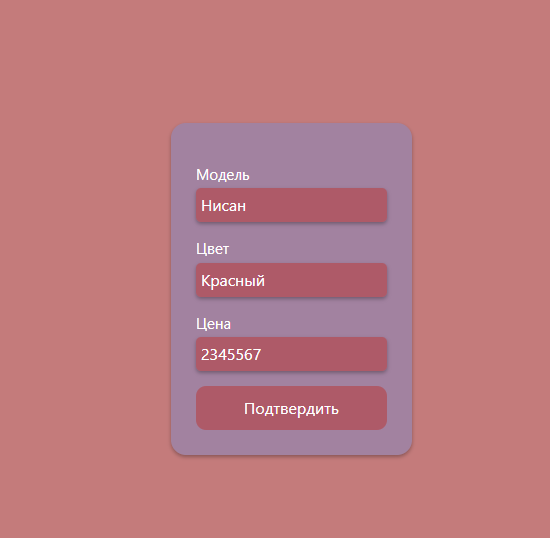 Модель
Нисан
Цвет
Красный
Цена
2345567
Подтвердить